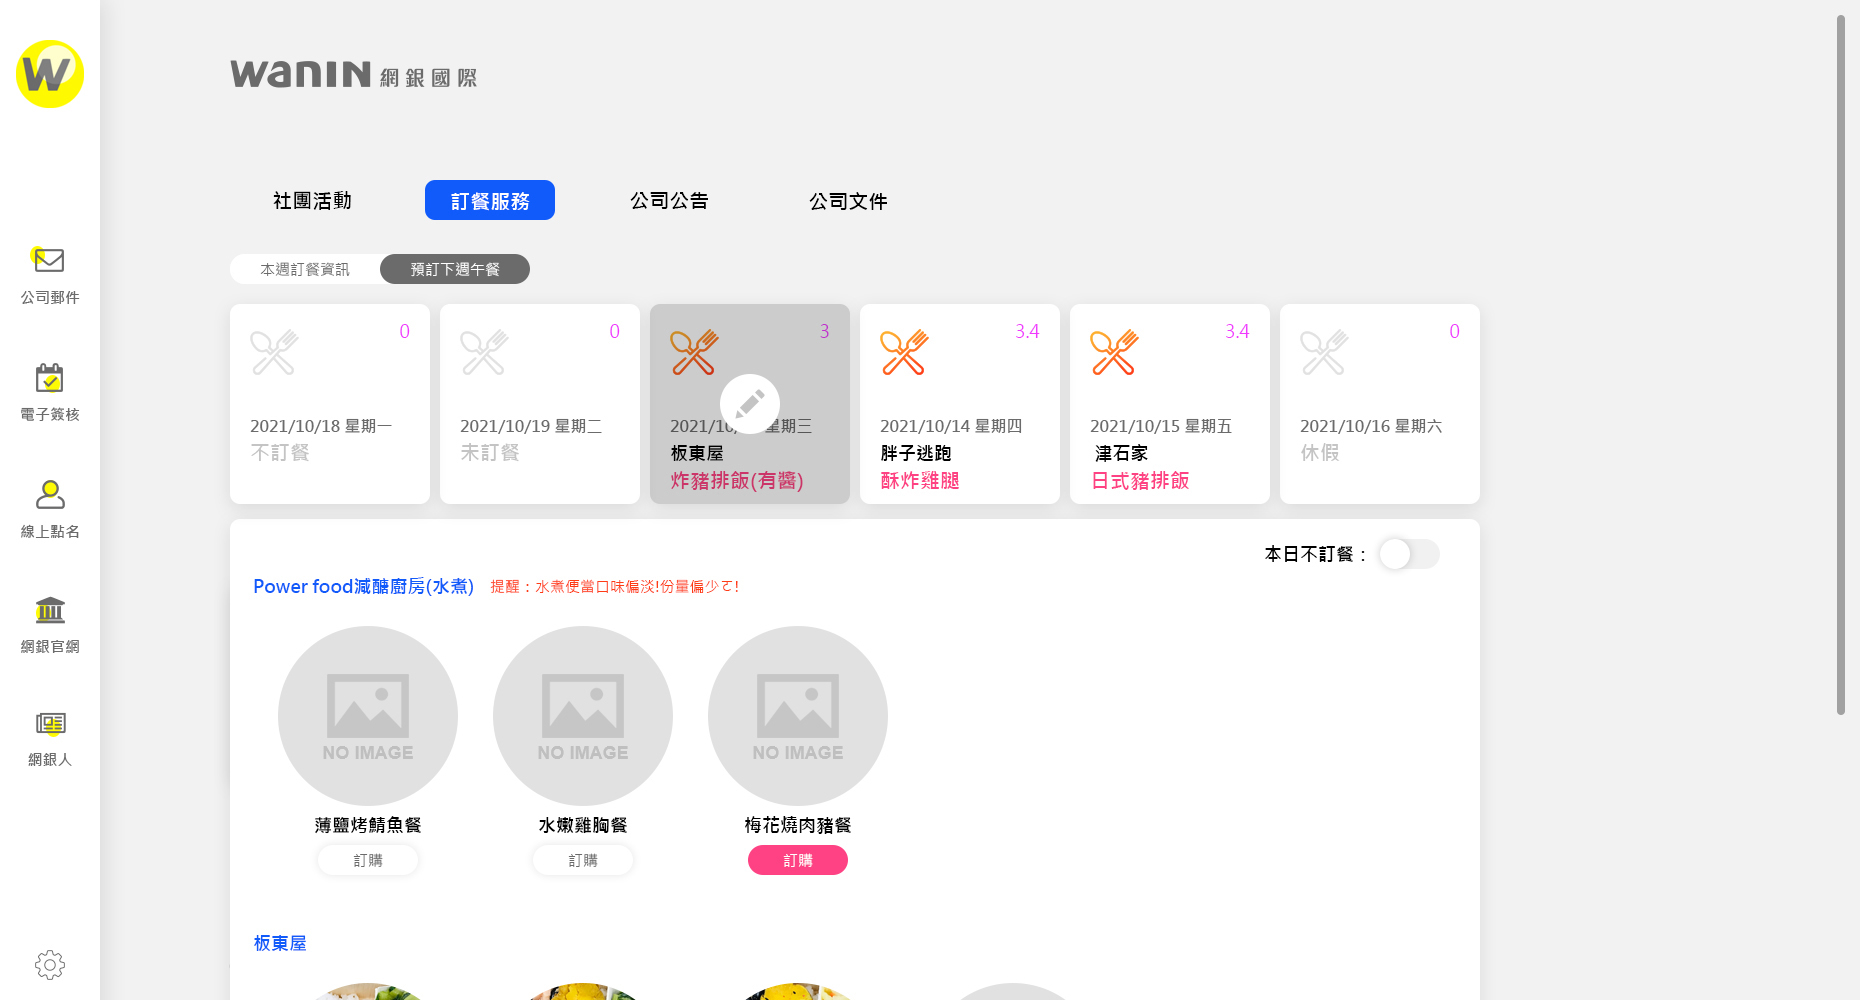 W
wanin 網銀國際
社團活動
訂餐服務
公司公告
公司文件
本週訂餐資訊
預訂下週午餐
公司郵件
電子簽核
線上點名
網銀官網
網銀人
0
2021/10/18 星期一
不訂餐
0
2021/10/19 星期二
未訂餐
3
2021/10/ 星期三
板東屋
炸豬排飯(有醬)
3.4
2021/10/14 星期四
胖子逃跑
酥炸雞腿
3.4
2021/10/15 星期五
津石家
日式豬排飯
0
2021/10/16 星期六
休假
本日不訂餐：
Power food減醣廚房(水煮) 提醒：水煮便當口味偏淡!份量偏少ㄛ!
NO IMAGE
NO IMAGE
NO IMAGE
薄鹽烤鯖魚餐
水嫩雞胸餐
梅花燒肉豬餐
訂購
訂購
訂購
板東屋